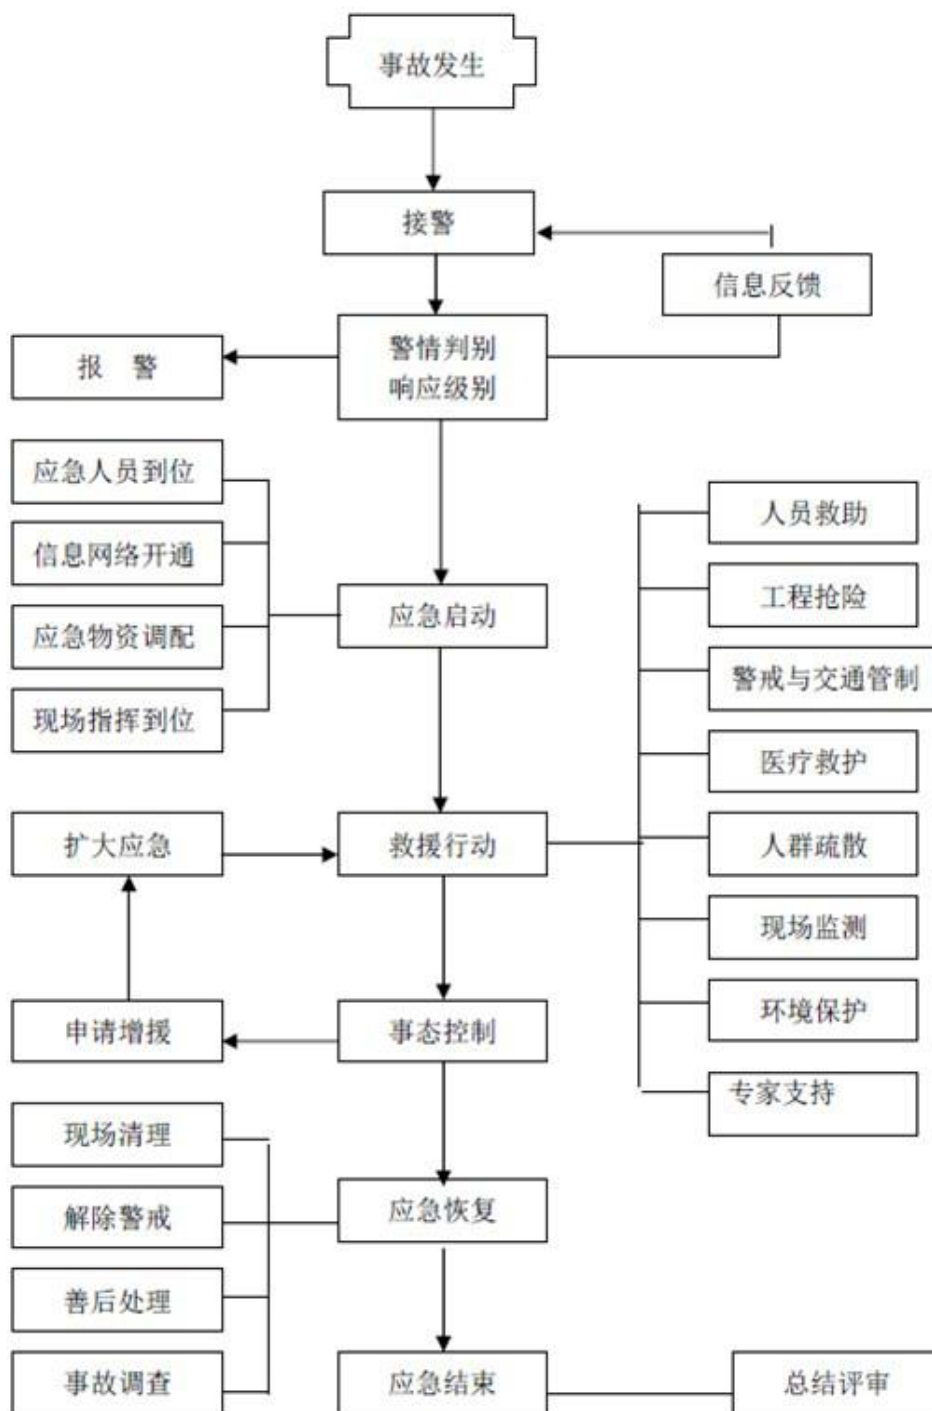 事故发生
接警
信息反馈
警情判别
响应级别
报 警
应急人员到位
信息网络开通
应急物资调配
现场指挥到位
应急启动
人员救助
工程抢险
警戒与交通管制
医疗救护
人群疏散
现场监测
环境保护
专家支持
扩大应急
救援行动
申请增援
事态控制
现场清理
解除警戒
善后处理
事故调查
应急恢复
应急结束
总结评审